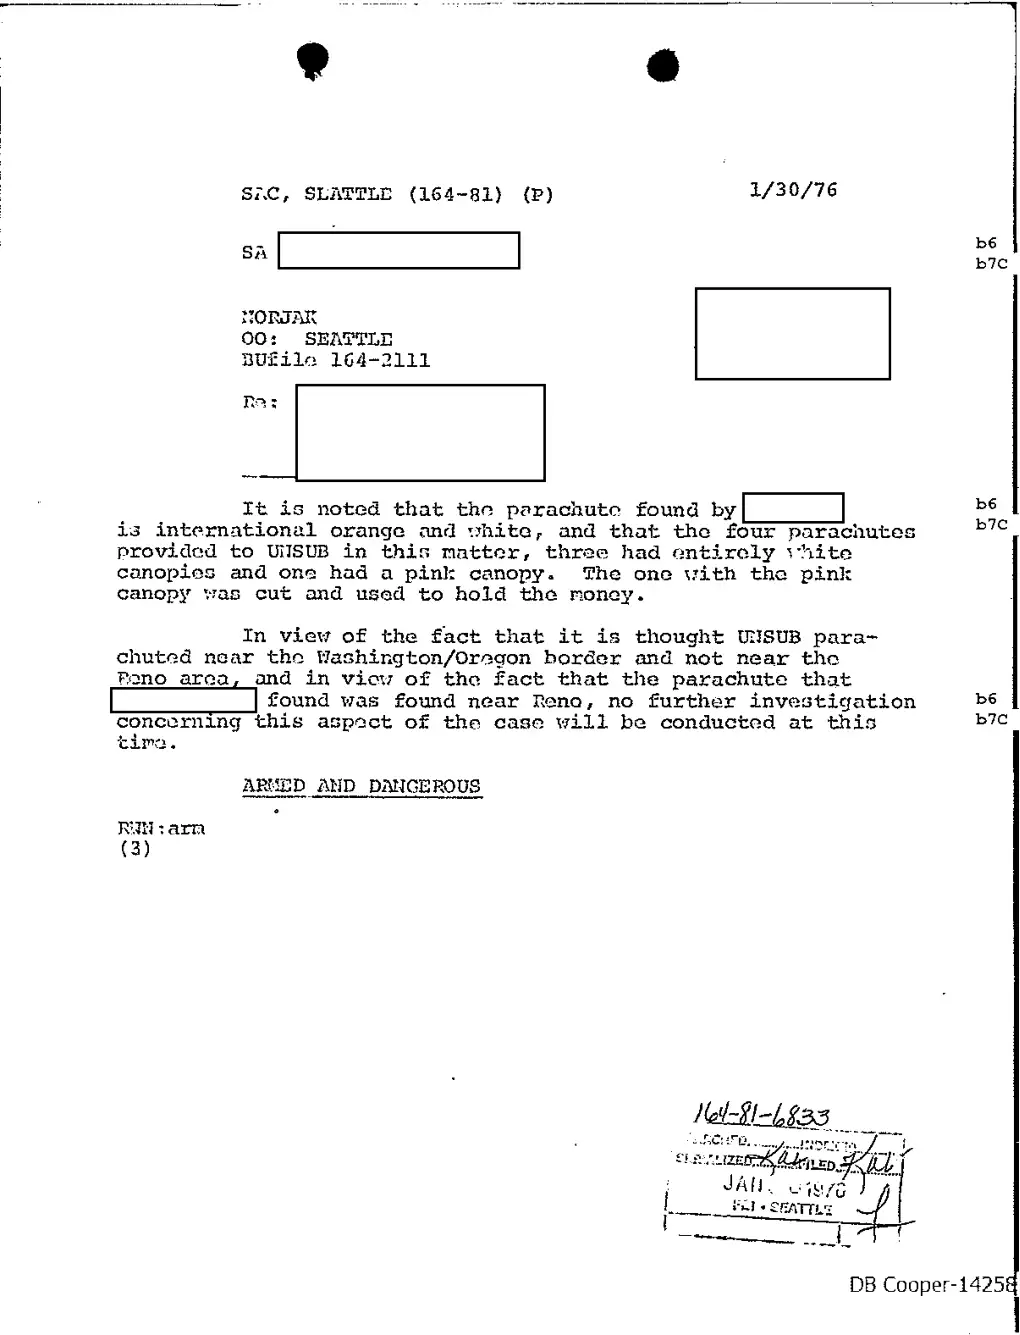 SAC, SEATTLE (164-81) (P)
1/30/76
SA
b6
b7C
NORJAK
OO: SEATTLE
BUfile 164-2111
Re:
It is noted that the parachute found by
b6
is international orange and white, and that the four parachutes
b7C
provided to UNSUB in this matter, three had entirely white
canopies and one had a pink canopy. The one with the pink
canopy was cut and used to hold the money.
In view of the fact that it is thought UNSUB para-
chuted near the Washington/Oregon border and not near the
Reno area, and in view of the fact that the parachute that
found was found near Reno, no further investigation
b6
concerning this aspect of the case will be conducted at this
b7C
time.
ARMED AND DANGEROUS
:arm
(3)
164-81-6833
SERIALIZED FILED
JAN 1976
FBI • SEATTLE
DB Cooper-14258